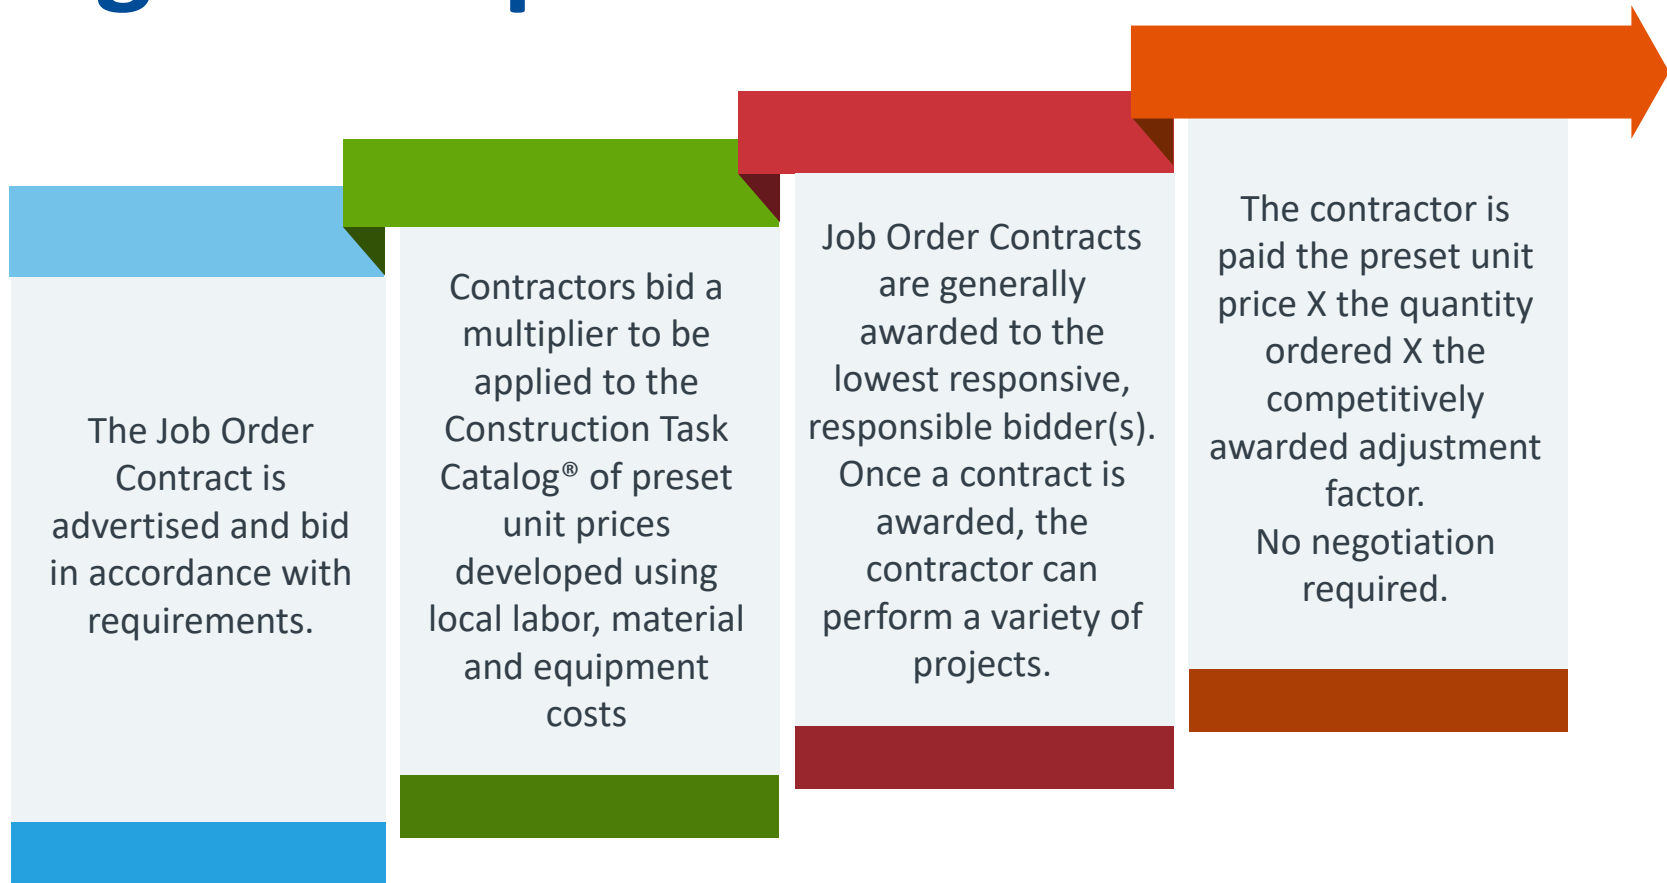 The Job Order
Contract is
advertised and bid
in accordance with
requirements.
Contractors bid a
multiplier to be
applied to the
Construction Task
Catalog® of preset
unit prices
developed using
local labor, material
and equipment
costs
Job Order Contracts
are generally
awarded to the
lowest responsive,
responsible bidder(s).
Once a contract is
awarded, the
contractor can
perform a variety of
projects.
The contractor is
paid the preset unit
price X the quantity
ordered X the
competitively
awarded adjustment
factor.
No negotiation
required.